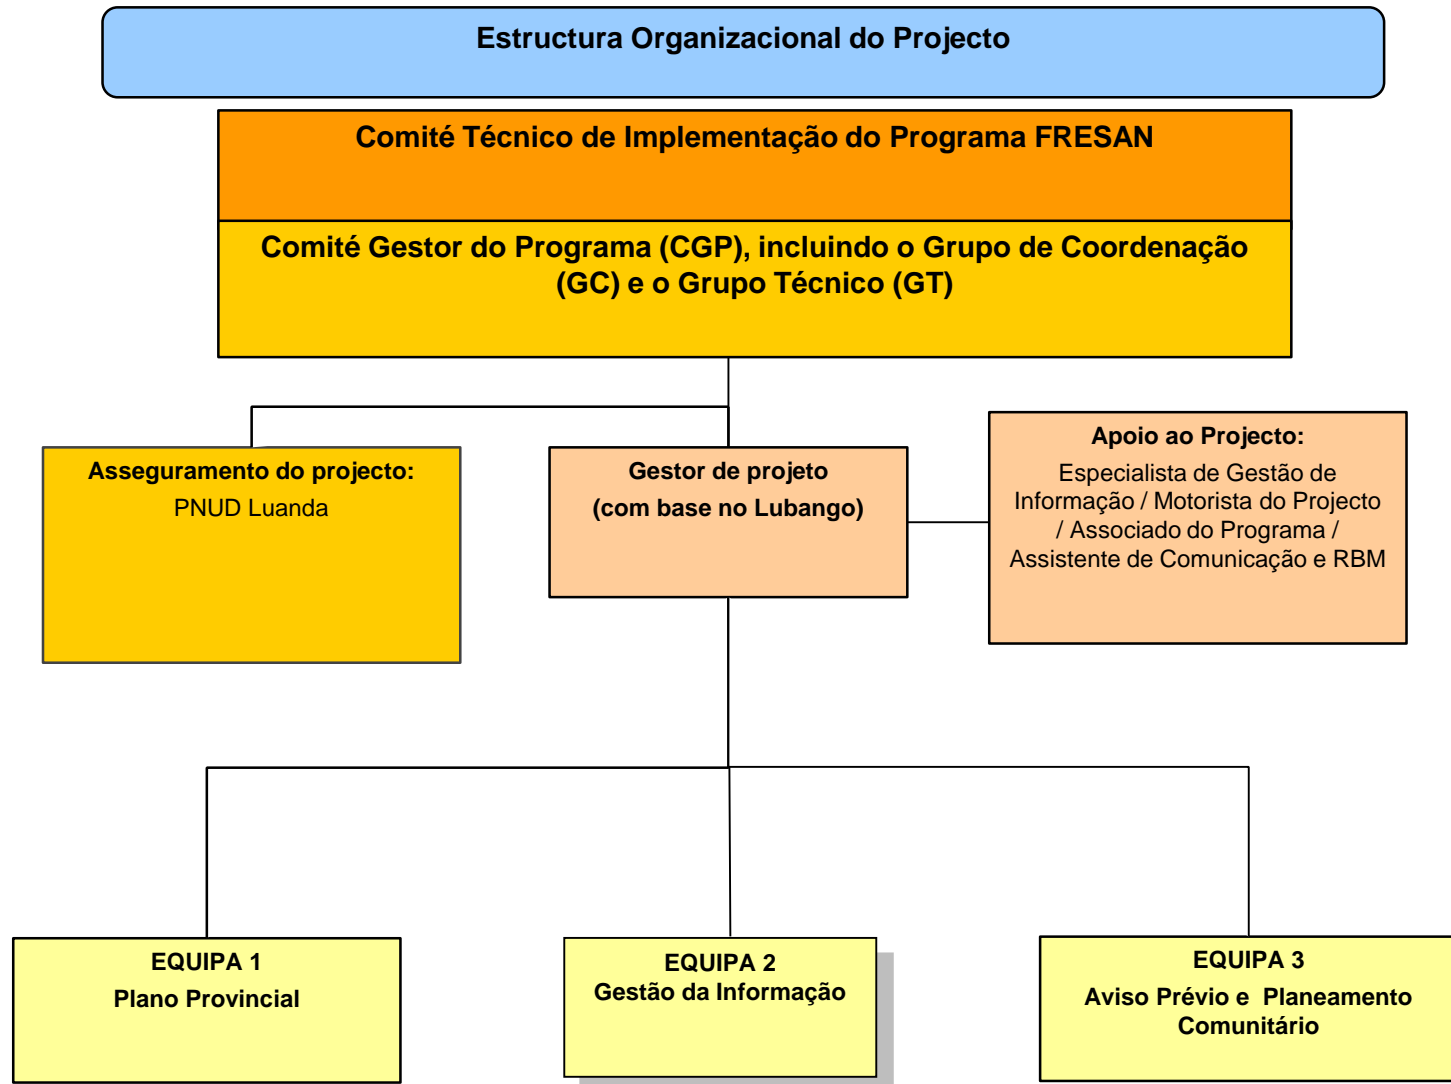 Estructura Organizacional do Projecto
Comité Técnico de Implementação do Programa FRESAN
Comité Gestor do Programa (CGP), incluindo o Grupo de Coordenação
(GC) e o Grupo Técnico (GT)
Asseguramento do projecto:
PNUD Luanda
Gestor de projeto
(com base no Lubango)
Apoio ao Projecto:
Especialista de Gestão de
Informação / Motorista do Projecto
/ Associado do Programa /
Assistente de Comunicação e RBM
EQUIPA 1
Plano Provincial
EQUIPA 2
Gestão da Informação
EQUIPA 3
Aviso Prévio e Planeamento
Comunitário